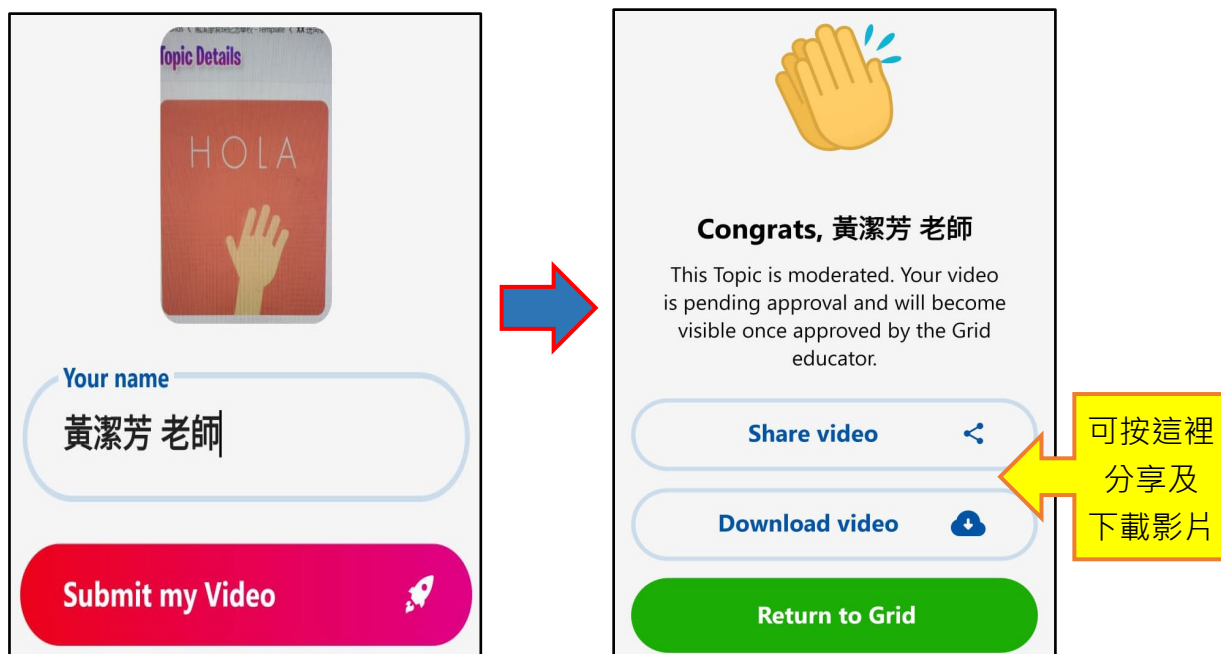 Topic Details
HOLA
Your name
黃潔芳 老師
Submit my Video
Congrats, 黃潔芳 老師
This Topic is moderated. Your video
is pending approval and will become
visible once approved by the Grid
educator.
Share video
Download video
Return to Grid
可按這裡
分享及
下載影片